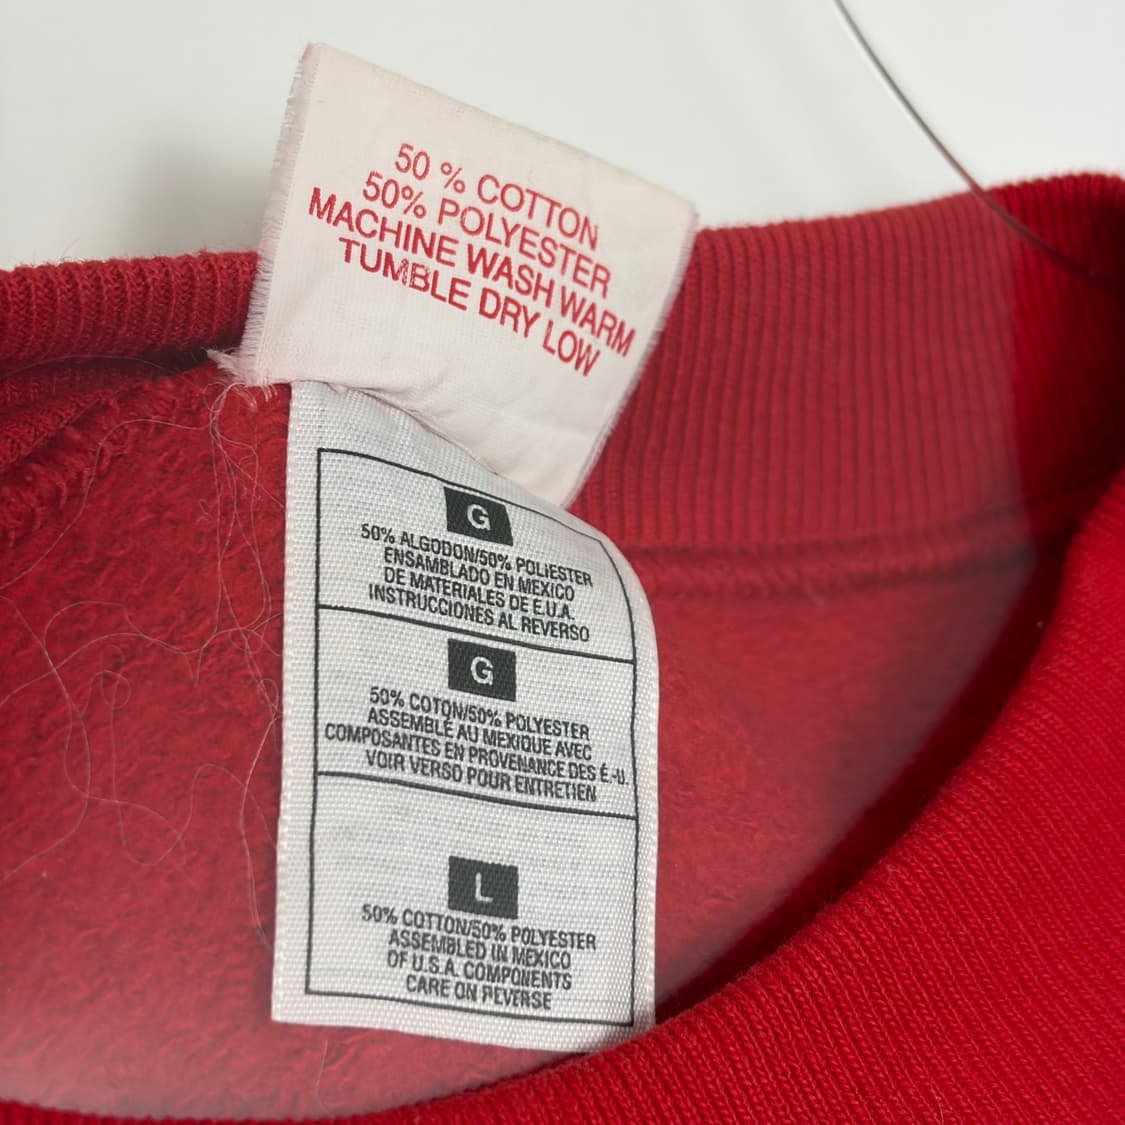 50 % COTTON
50% POLYESTER
MACHINE WASH WARM
TUMBLE DRY LOW
G
50% ALGODON/50% POLIESTER
ENSAMBLADO EN MEXICO
DE MATERIALES DE E.U.A.
INSTRUCCIONES AL REVERSO
G
50% COTON/50% POLYESTER
ASSEMBLÉ AU MEXIQUE AVEC
COMPOSANTES EN PROVENANCE DES É.-U.
VOIR VERSO POUR ENTRETIEN
L
50% COTTON/50% POLYESTER
ASSEMBLED IN MEXICO
OF U.S.A. COMPONENTS
CARE ON REVERSE